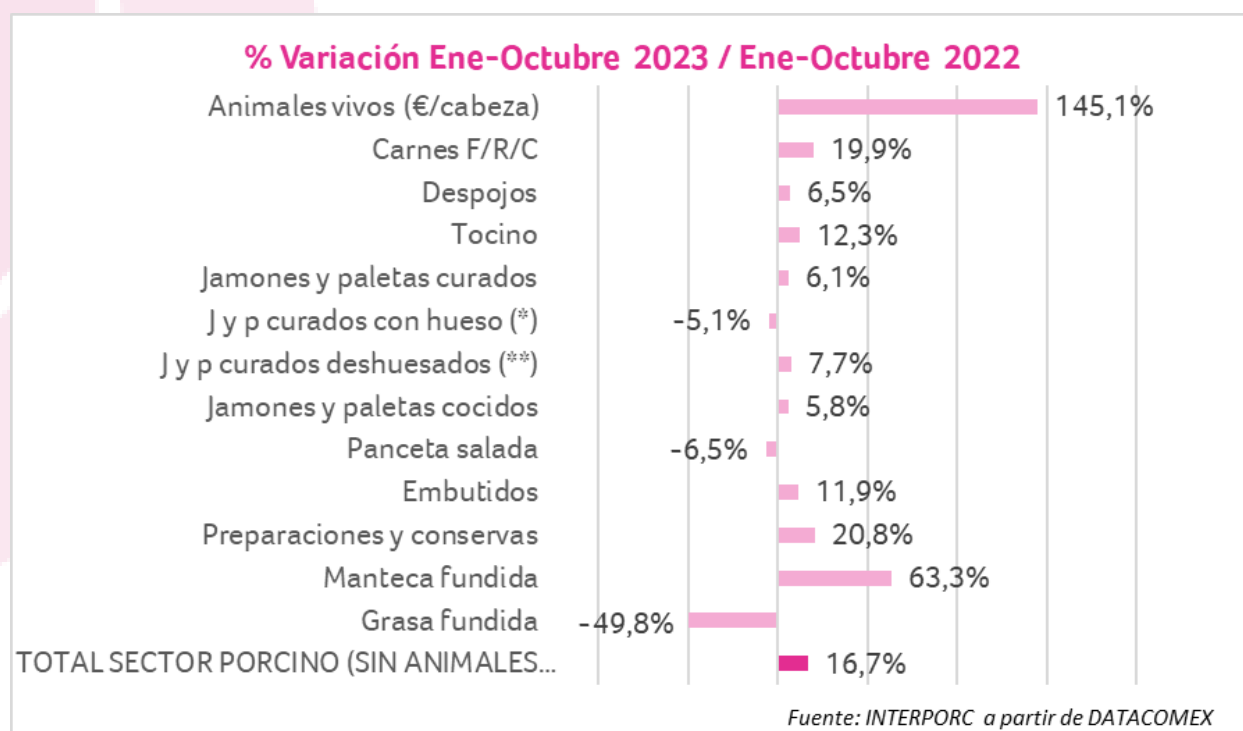 % Variación Ene-Octubre 2023 / Ene-Octubre 2022
Animales vivos (€/cabeza) 145,1%
Carnes F/R/C 19,9%
Despojos 6,5%
Tocino 12,3%
Jamones y paletas curados 6,1%
J y p curados con hueso (*) -5,1%
J y p curados deshuesados (**) 7,7%
Jamones y paletas cocidos 5,8%
Panceta salada -6,5%
Embutidos 11,9%
Preparaciones y conservas 20,8%
Manteca fundida 63,3%
Grasa fundida -49,8%
TOTAL SECTOR PORCINO (SIN ANIMALES... 16,7%
Fuente: INTERPORC a partir de DATACOMEX